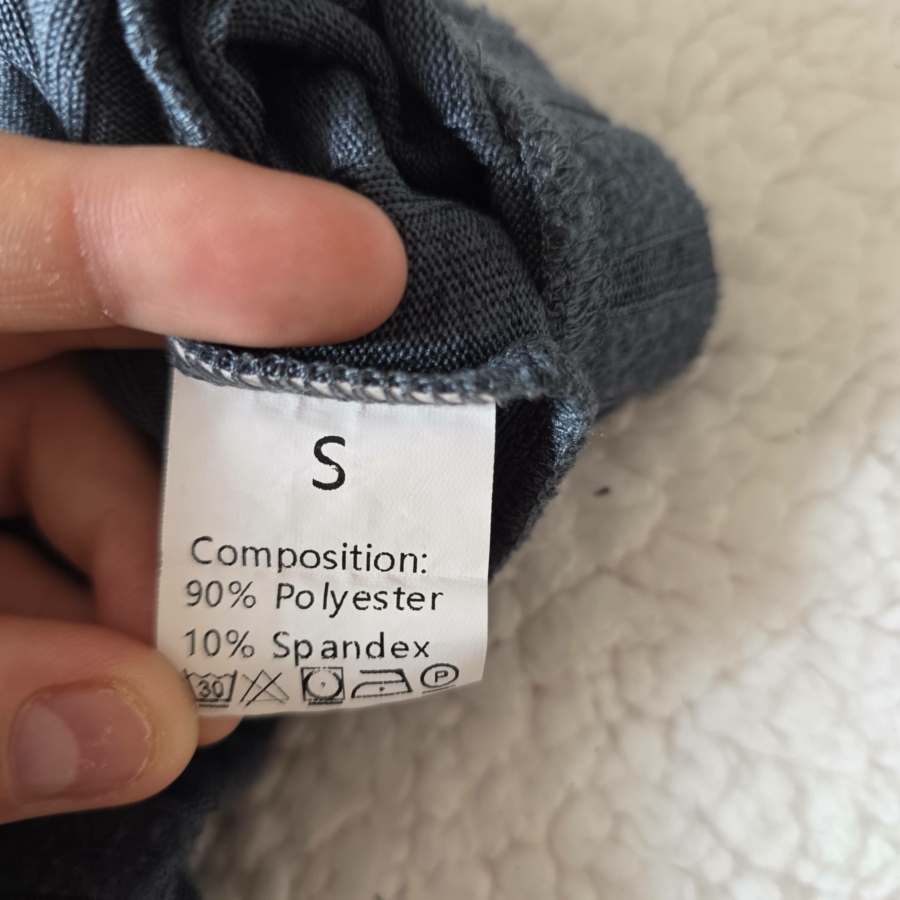 S
Composition:
90% Polyester
10% Spandex
30 P